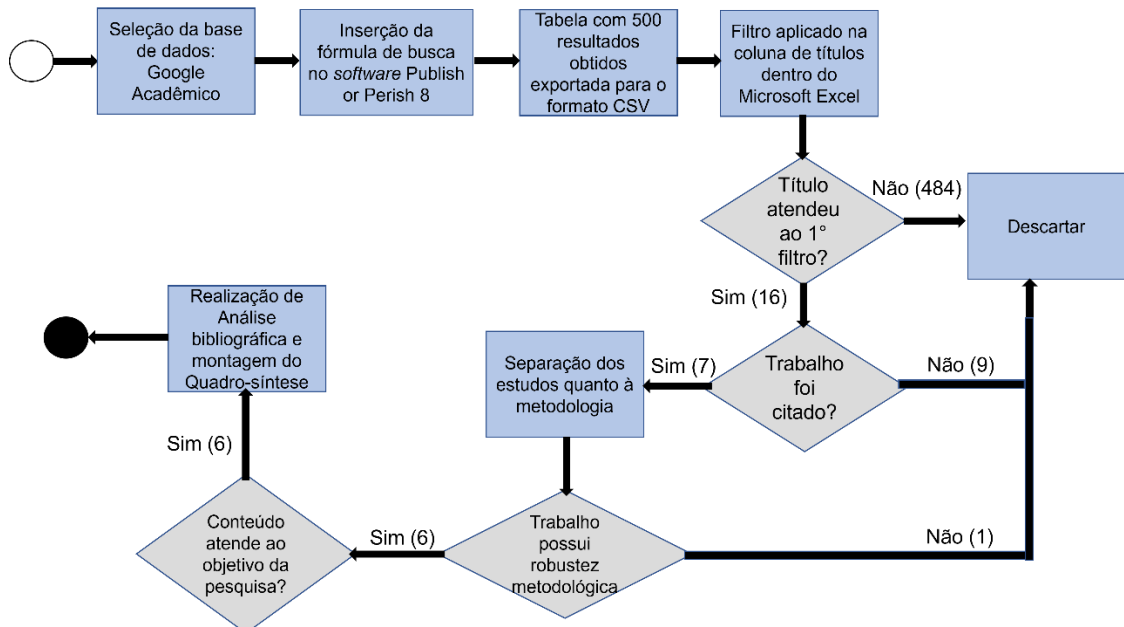 Seleção da base
de dados:
Google
Acadêmico
Inserção da
fórmula de busca
no software Publish
or Perish 8
Tabela com 500
resultados
obtidos
exportada para o
formato CSV
Filtro aplicado na
coluna de títulos
dentro do
Microsoft Excel
Título
atendeu
ao 1°
filtro?
Não (484)
Descartar
Sim (16)
Trabalho
foi
citado?
Não (9)
Sim (7)
Separação dos
estudos quanto à
metodologia
Trabalho
possui
robustez
metodológica
Não (1)
Sim (6)
Conteúdo
atende ao
objetivo da
pesquisa?
Sim (6)
Realização de
Análise
bibliográfica e
montagem do
Quadro-síntese